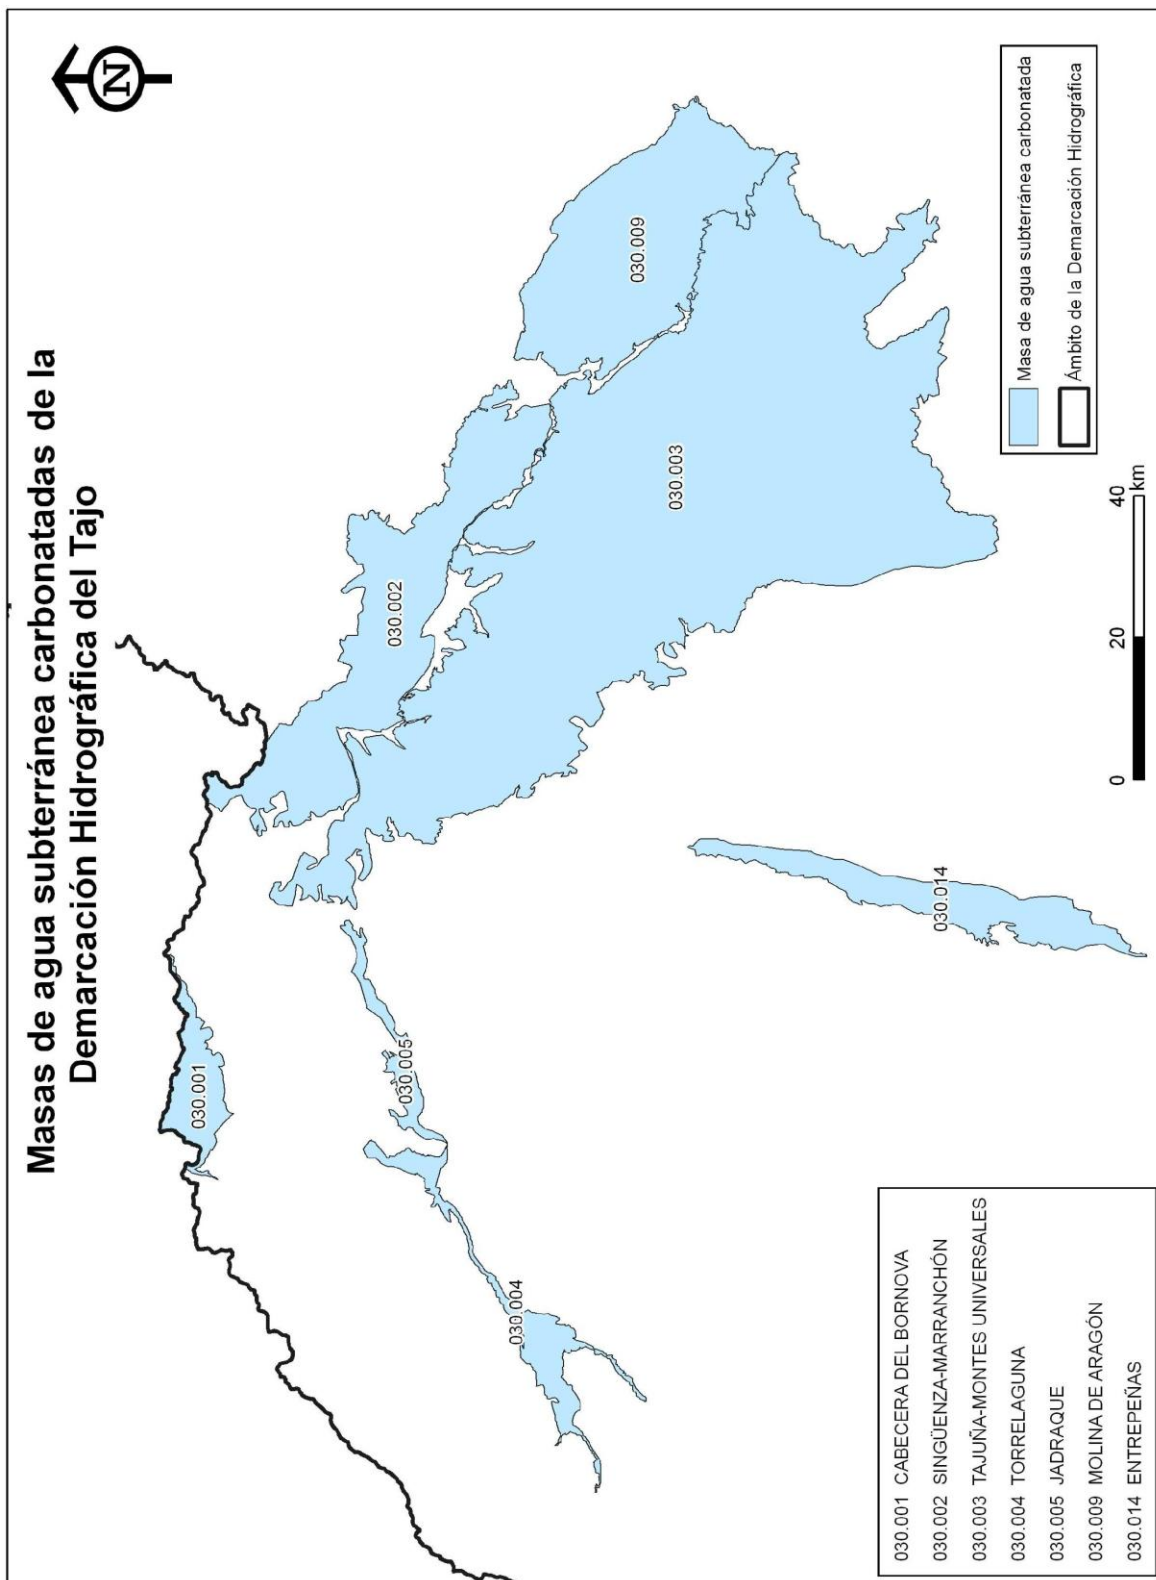 Masas de agua subterránea carbonatadas de la
Demarcación Hidrográfica del Tajo
N
030.001
030.002
030.009
030.005
030.003
030.004
030.014
030.001 CABECERA DEL BORNOVA
030.002 SINGÜENZA-MARRANCHÓN
030.003 TAJUÑA-MONTES UNIVERSALES
030.004 TORRELAGUNA
030.005 JADRAQUE
030.009 MOLINA DE ARAGÓN
030.014 ENTREPEÑAS
0 20 40
km
Masa de agua subterránea carbonatada
Ámbito de la Demarcación Hidrográfica